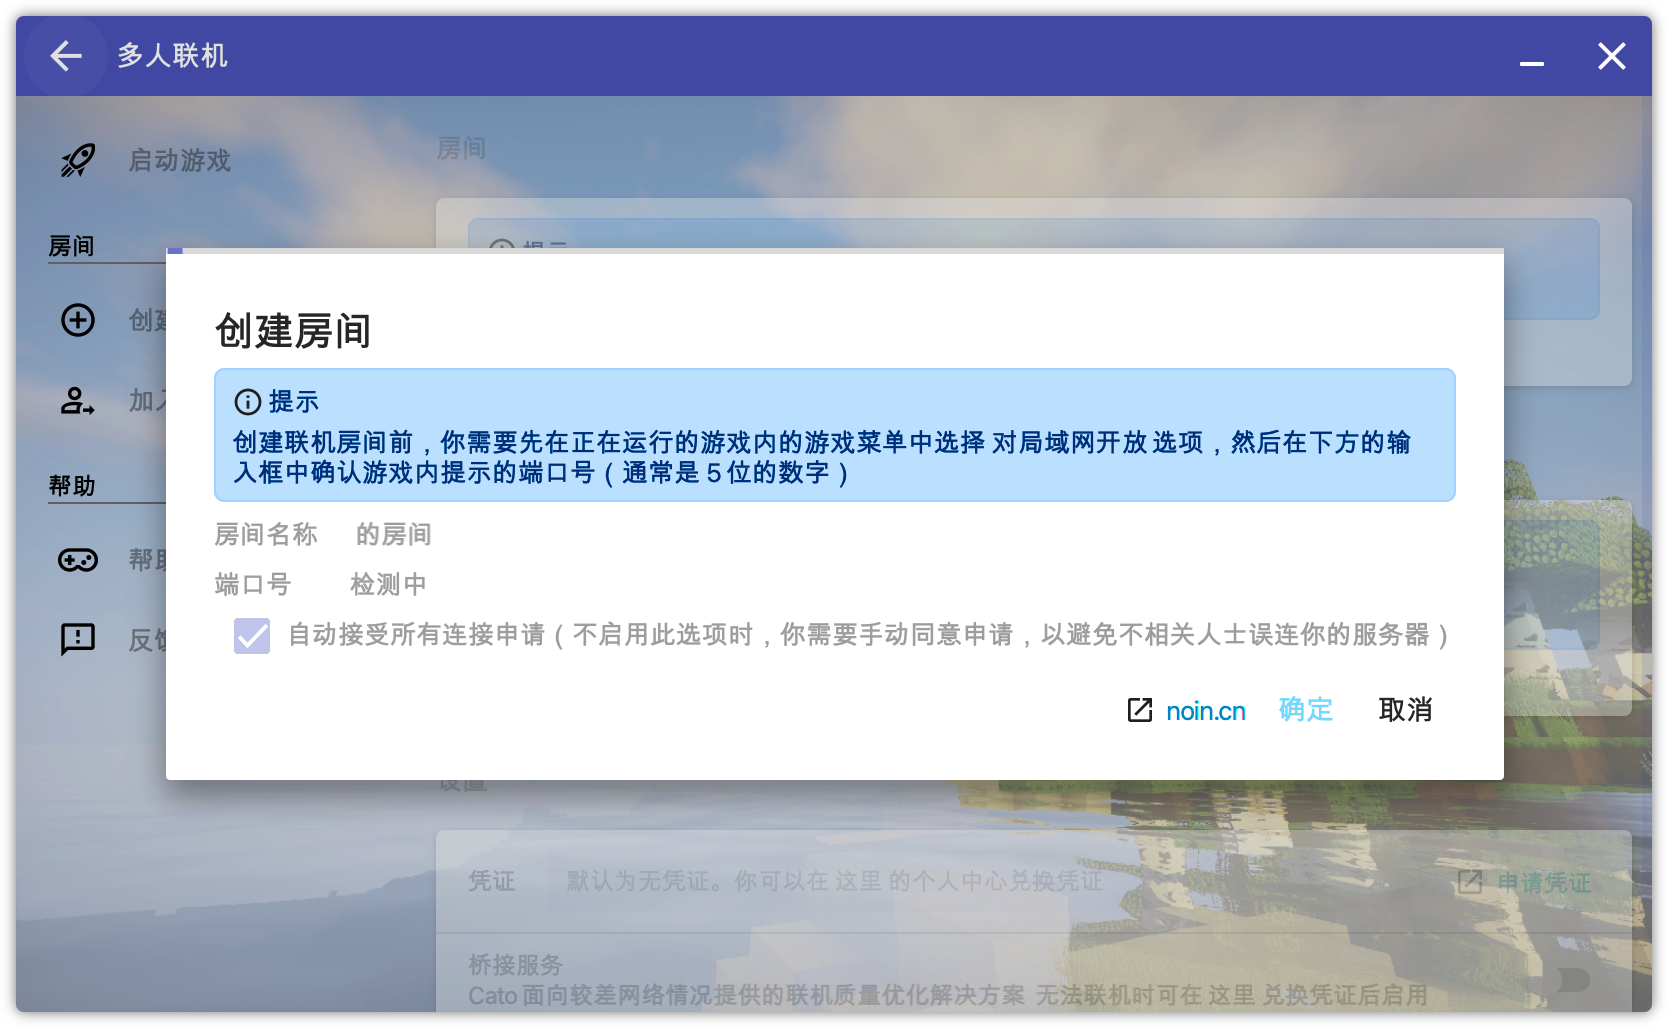 多人联机
启动游戏
房间
房间
提示
创建
加入
帮助
帮助
反馈
创建房间
提示
创建联机房间前，你需要先在正在运行的游戏内的游戏菜单中选择 对局域网开放 选项，然后在下方的输
入框中确认游戏内提示的端口号（通常是 5 位的数字）
房间名称 的房间
端口号 检测中
自动接受所有连接申请（不启用此选项时，你需要手动同意申请，以避免不相关人士误连你的服务器）
noin.cn 确定 取消
设置
凭证 默认为无凭证。你可以在 这里 的个人中心兑换凭证 申请凭证
桥接服务
Cato 面向较差网络情况提供的联机质量优化解决方案 无法联机时可在 这里 兑换凭证后启用